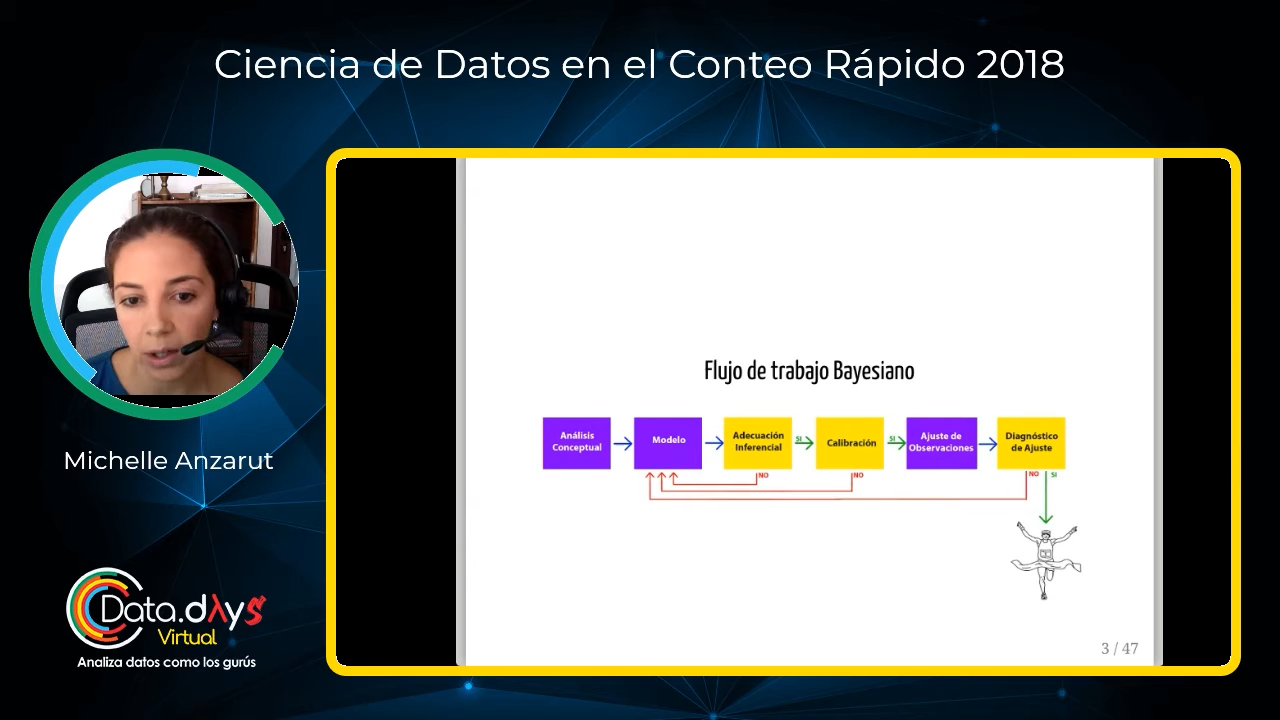 Ciencia de Datos en el Conteo Rápido 2018
Flujo de trabajo Bayesiano
Análisis
Conceptual
Modelo
Adecuación
Inferencial
SI
Calibración
SI
Ajuste de
Observaciones
Diagnóstico
de Ajuste
NO
NO
NO
SI
3 / 47
Michelle Anzarut
Data.dAys
Virtual
Analiza datos como los gurús